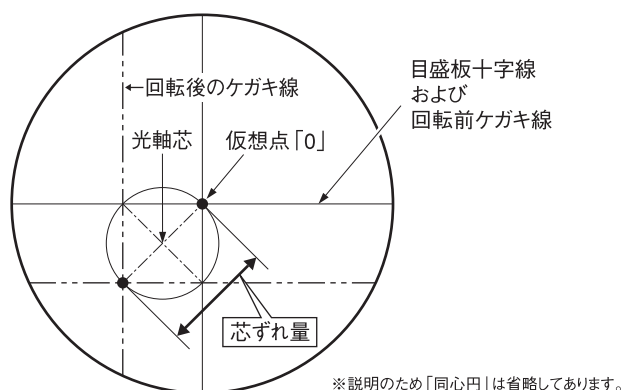 目盛板十字線
および
回転前ケガキ線
←回転後のケガキ線
光軸芯
仮想点「0」
芯ずれ量
※説明のため「同心円」は省略してあります。